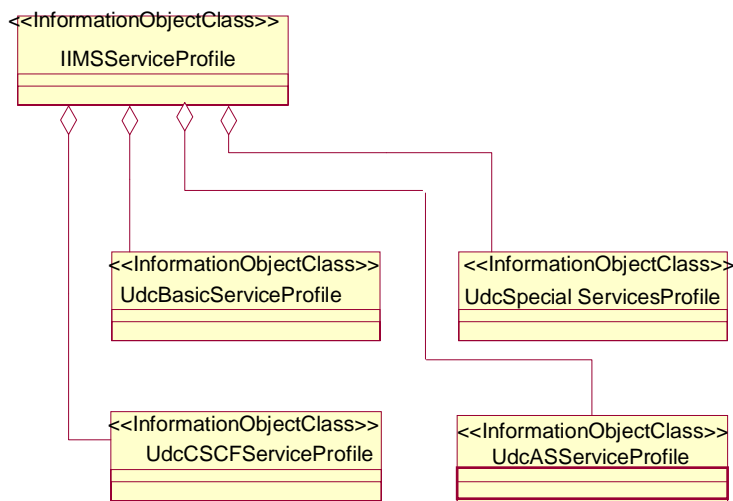 <<InformationObjectClass>>
IIMSServiceProfile
<<InformationObjectClass>>
UdcBasicServiceProfile
<<InformationObjectClass>>
UdcSpecial ServicesProfile
<<InformationObjectClass>>
UdcCSCFServiceProfile
<<InformationObjectClass>>
UdcASServiceProfile